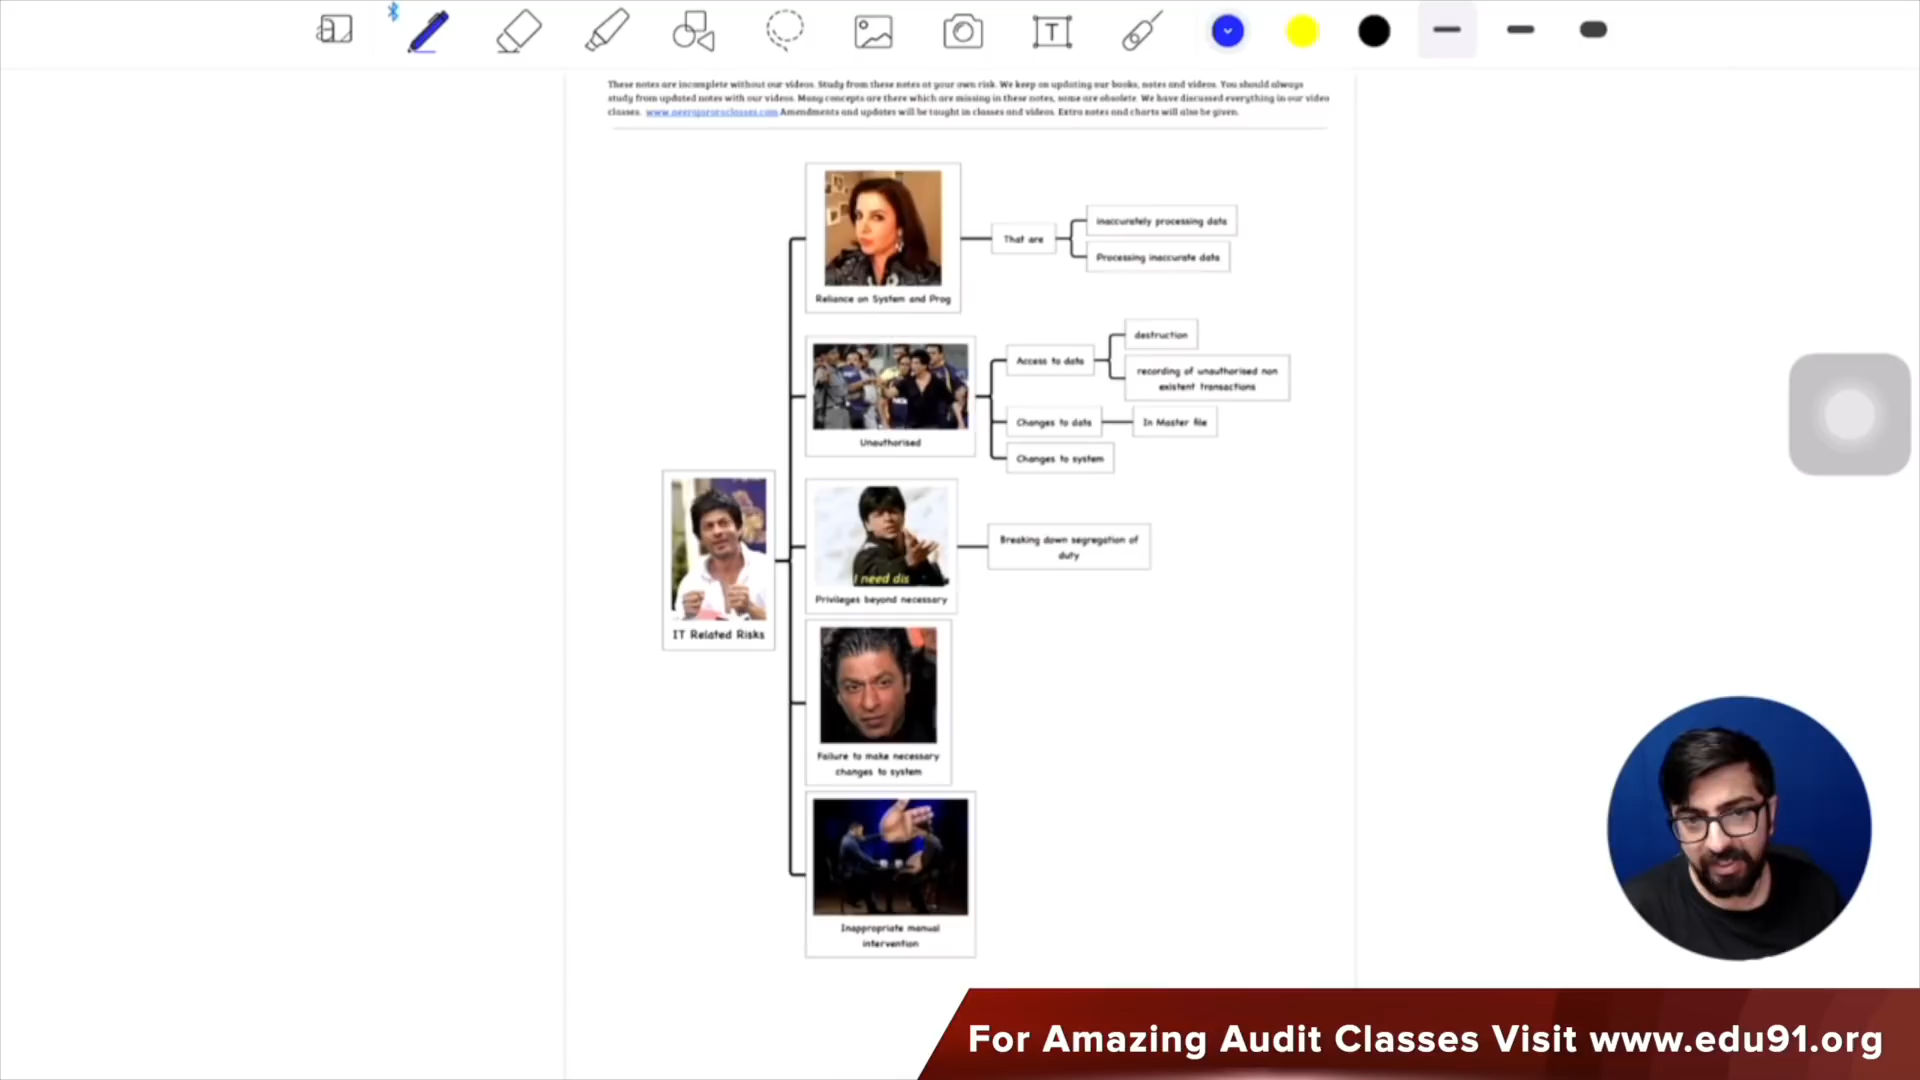 a
T
These notes are incomplete without our videos. Study from these notes at your own risk. We keep on updating our books, notes and videos. You should always
study from updated notes with our videos. Many concepts are there which are missing in these notes, some are obsolete. We have discussed everything in our video
classes. www.neerajaroraclasses.com Amendments and updates will be taught in classes and videos. Extra notes and charts will also be given.
Reliance on System and Prog
That are
inaccurately processing data
Processing inaccurate data
Unauthorised
Access to data
destruction
recording of unauthorised non
existent transactions
Changes to data
In Master file
Changes to system
I need dis
Privileges beyond necessary
Breaking down segregation of
duty
IT Related Risks
Failure to make necessary
changes to system
Inappropriate manual
intervention
For Amazing Audit Classes Visit www.edu91.org